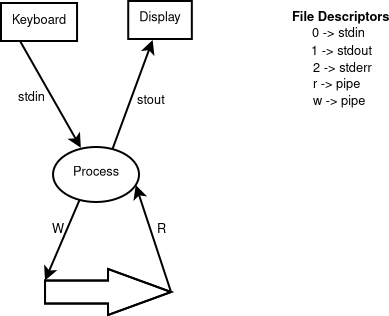 Keyboard
Display
stdin
stout
Process
W
R
File Descriptors
0 -> stdin
1 -> stdout
2 -> stderr
r -> pipe
w -> pipe